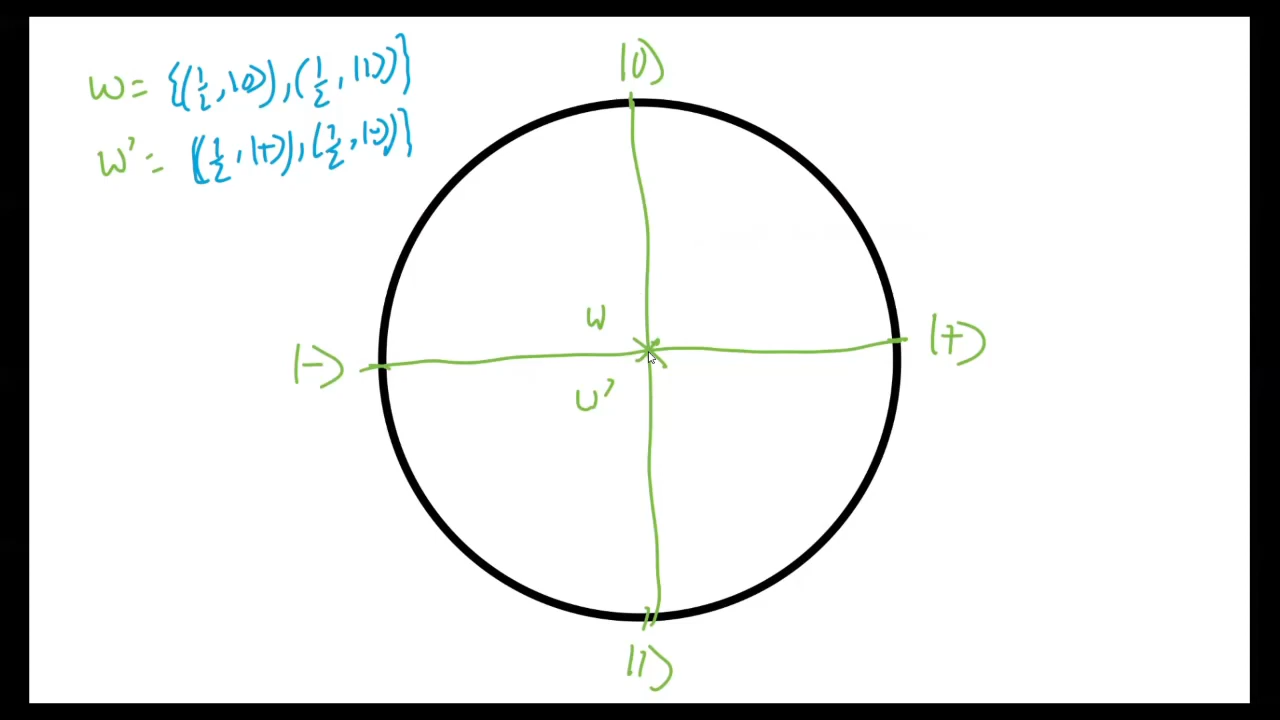 |0⟩
w = {(1/2, |0⟩), (1/2, |1⟩)}
w' = {(1/2, |+⟩), (1/2, |-⟩)}
w
|-⟩
|+⟩
w'
|1⟩